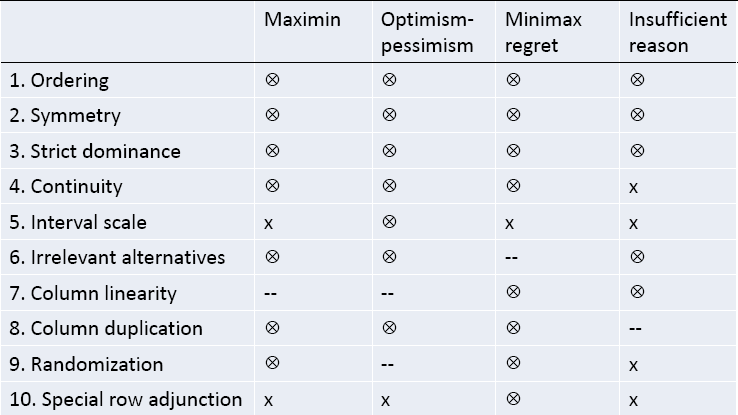 Maximin Optimism-pessimism Minimax regret Insufficient reason
1. Ordering ⊗ ⊗ ⊗ ⊗
2. Symmetry ⊗ ⊗ ⊗ ⊗
3. Strict dominance ⊗ ⊗ ⊗ ⊗
4. Continuity ⊗ ⊗ ⊗ x
5. Interval scale x ⊗ x x
6. Irrelevant alternatives ⊗ ⊗ -- ⊗
7. Column linearity -- -- ⊗ ⊗
8. Column duplication ⊗ ⊗ ⊗ --
9. Randomization ⊗ -- ⊗ x
10. Special row adjunction x x ⊗ x